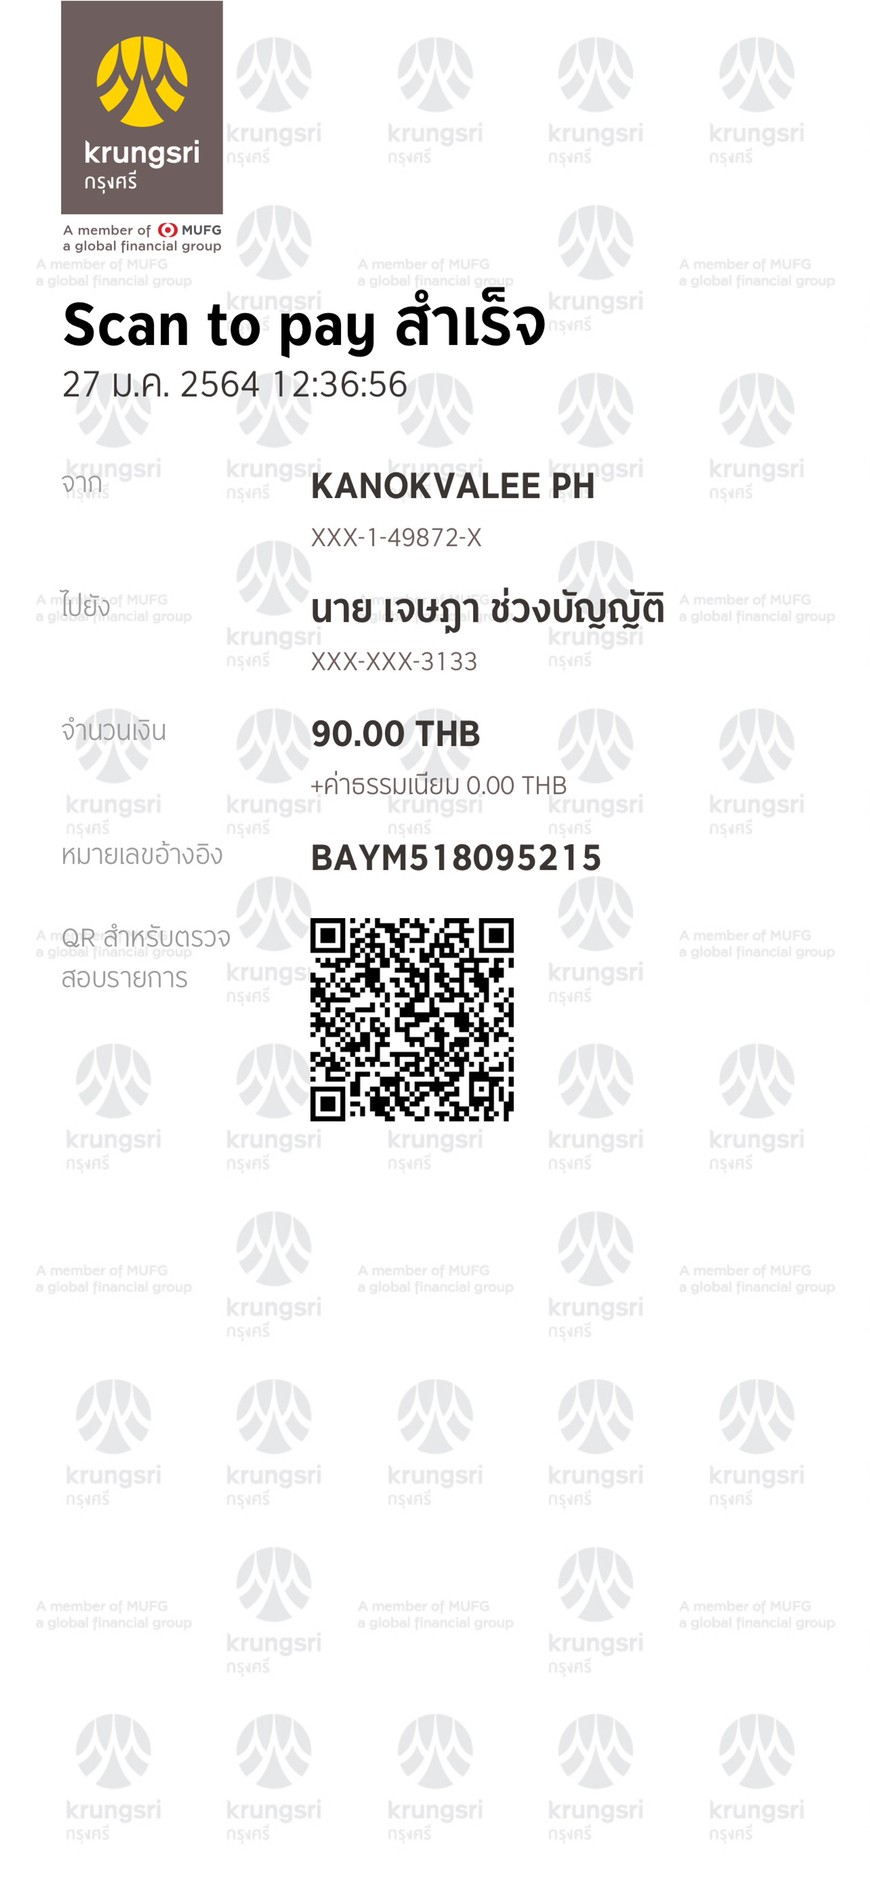 krungsri
กรุงศรี
A member of MUFG
a global financial group
Scan to pay สำเร็จ
27 ม.ค. 2564 12:36:56
จาก
KANOKVALEE PH
XXX-1-49872-X
ไปยัง
นาย เจษฎา ช่วงบัญญัติ
XXX-XXX-3133
จำนวนเงิน
90.00 THB
+ค่าธรรมเนียม 0.00 THB
หมายเลขอ้างอิง
BAYM518095215
QR สำหรับตรวจ
สอบรายการ